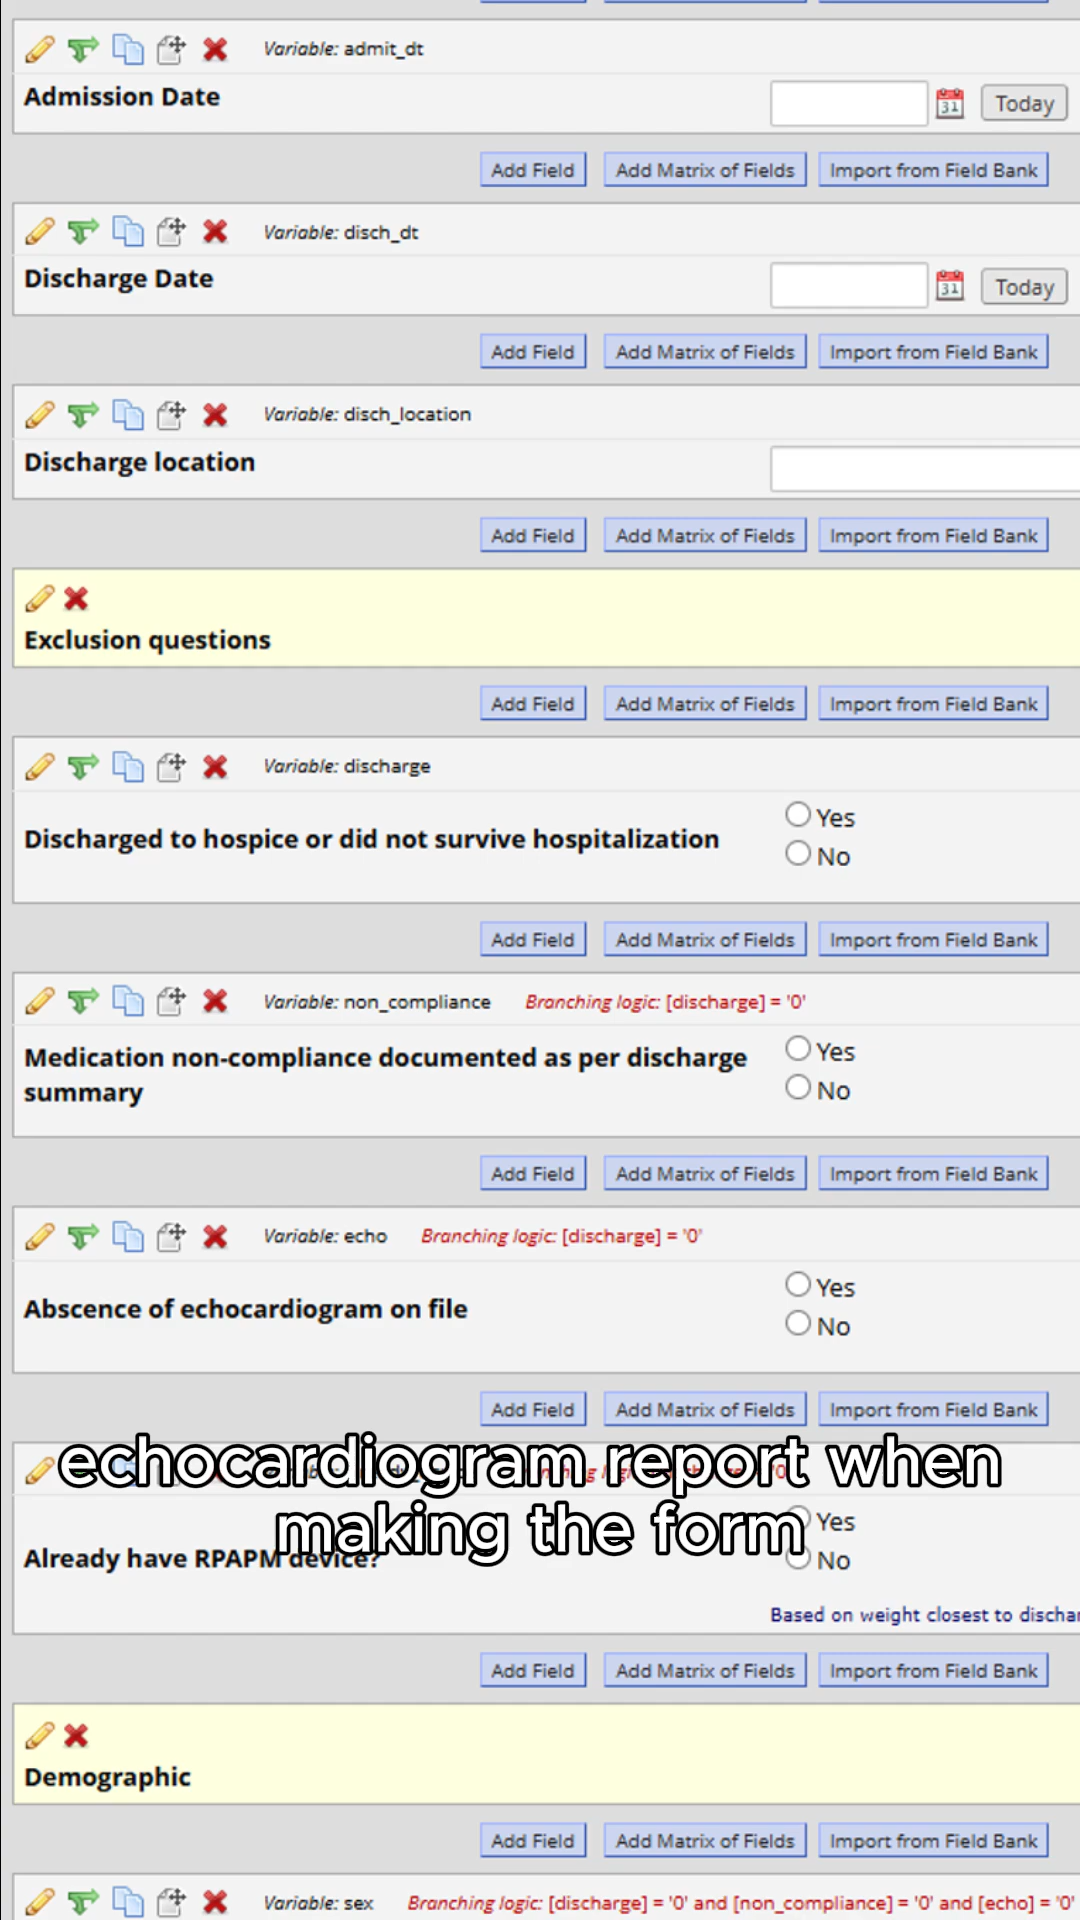 Variable: admit_dt
Admission Date
31
Today
Add Field
Add Matrix of Fields
Import from Field Bank
Variable: disch_dt
Discharge Date
31
Today
Add Field
Add Matrix of Fields
Import from Field Bank
Variable: disch_location
Discharge location
Add Field
Add Matrix of Fields
Import from Field Bank
Exclusion questions
Add Field
Add Matrix of Fields
Import from Field Bank
Variable: discharge
Discharged to hospice or did not survive hospitalization
Yes
No
Add Field
Add Matrix of Fields
Import from Field Bank
Variable: non_compliance Branching logic: [discharge] = '0'
Medication non-compliance documented as per discharge
summary
Yes
No
Add Field
Add Matrix of Fields
Import from Field Bank
Variable: echo Branching logic: [discharge] = '0'
Abscence of echocardiogram on file
Yes
No
Add Field
Add Matrix of Fields
Import from Field Bank
echocardiogram report when
making the form
Already have RPAPM device?
Yes
No
Based on weight closest to
Add Field
Add Matrix of Fields
Import from Field Bank
Demographic
Add Field
Add Matrix of Fields
Import from Field Bank
Variable: sex Branching logic: [discharge] = '0' and [non_compliance] = '0' and [echo] = '0'